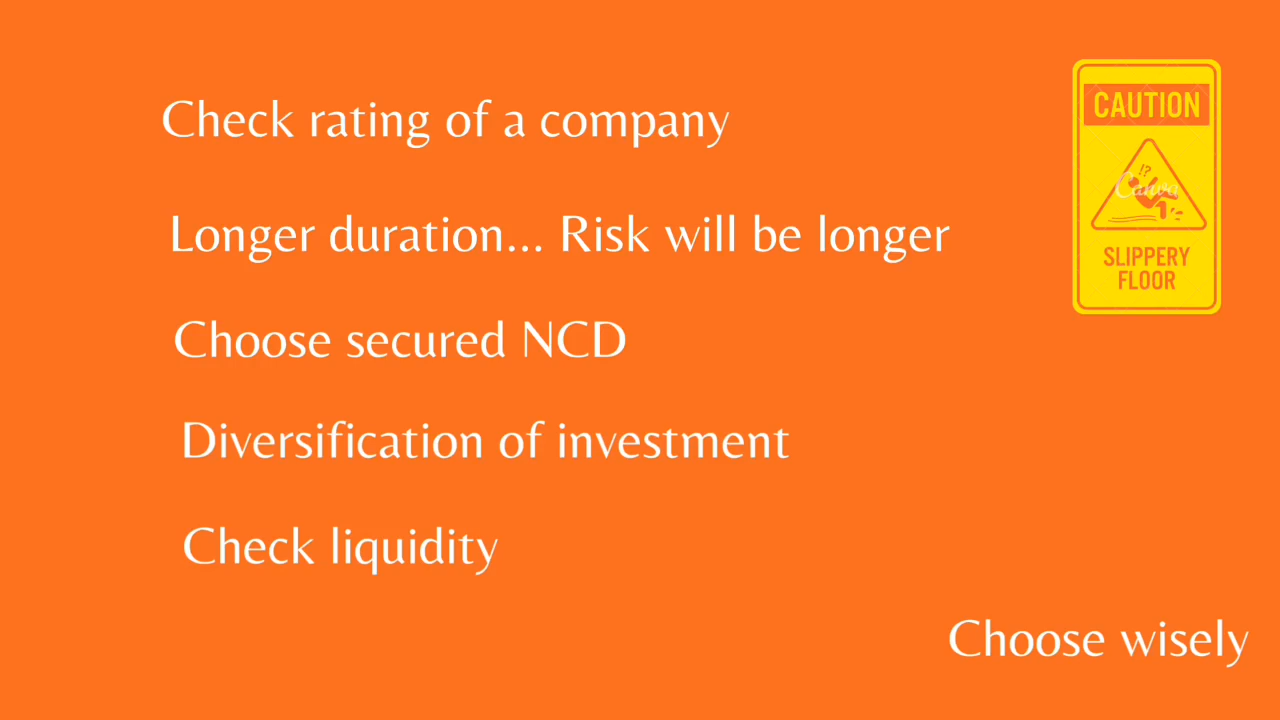 Check rating of a company
CAUTION
!?
Canva
SLIPPERY
FLOOR
Longer duration... Risk will be longer
Choose secured NCD
Diversification of investment
Check liquidity
Choose wisely